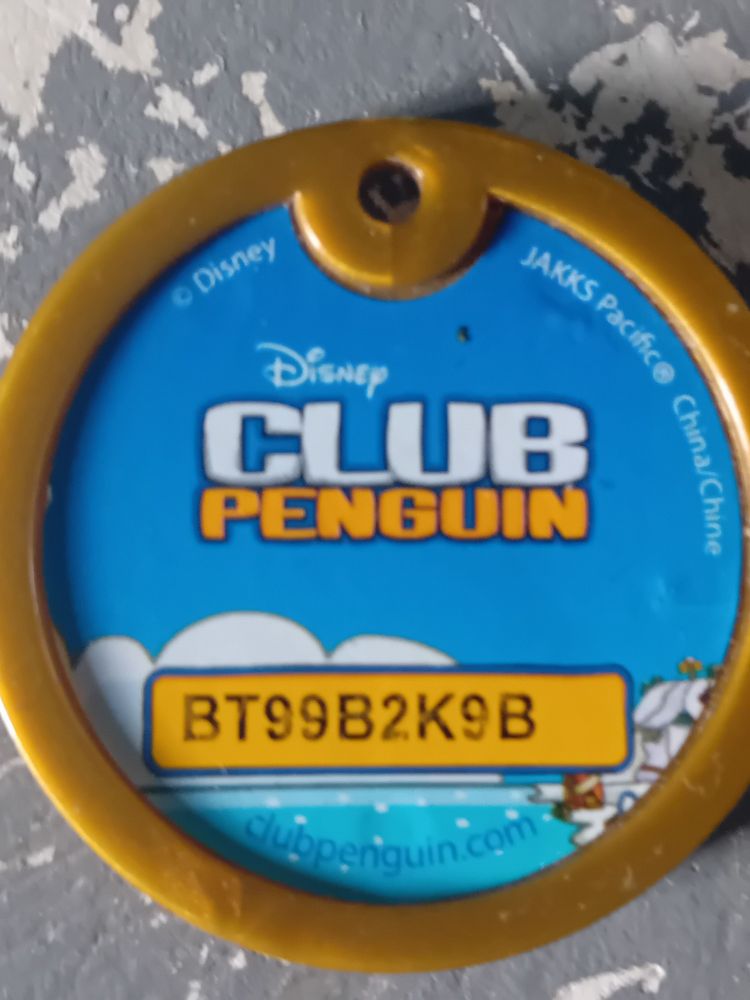 © Disney
JAKKS Pacific® China/Chine
Disney
CLUB
PENGUIN
BT99B2K9B
clubpenguin.com